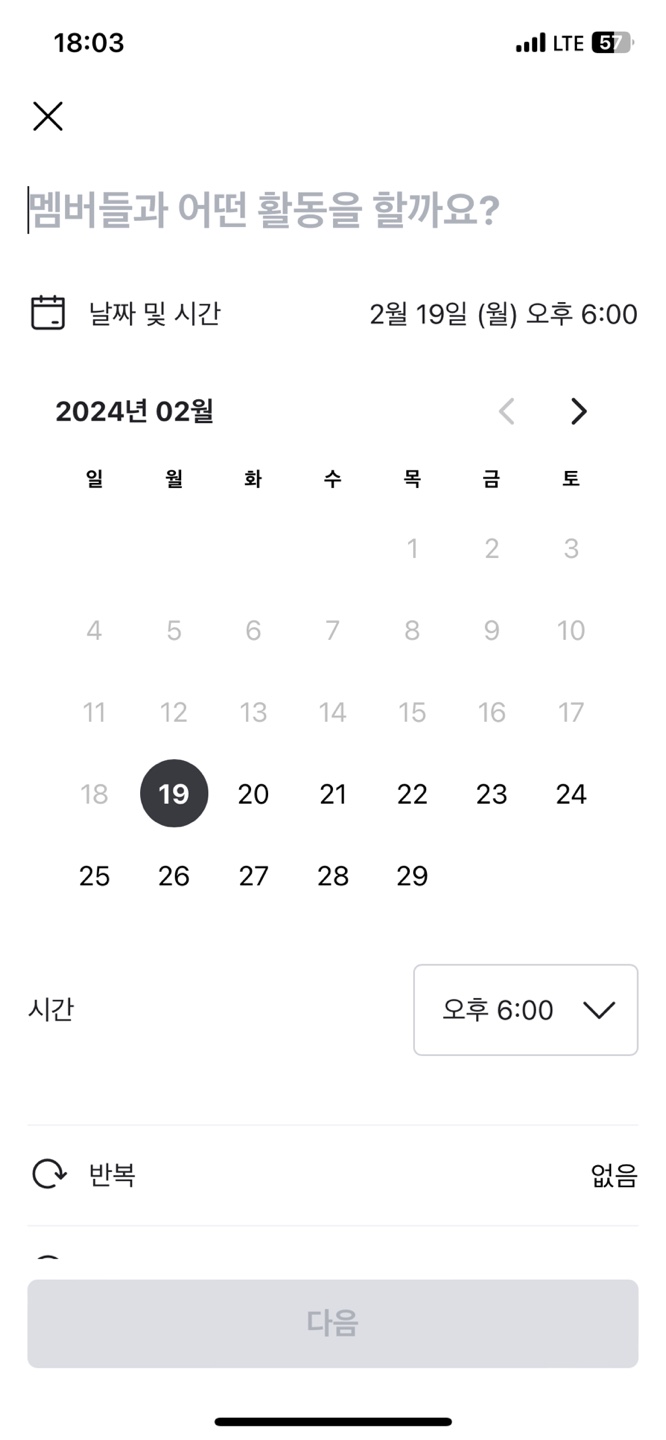 18:03 LTE 57
멤버들과 어떤 활동을 할까요?
날짜 및 시간 2월 19일 (월) 오후 6:00
2024년 02월
일 월 화 수 목 금 토
1 2 3
4 5 6 7 8 9 10
11 12 13 14 15 16 17
18 19 20 21 22 23 24
25 26 27 28 29
시간 오후 6:00
반복 없음
다음